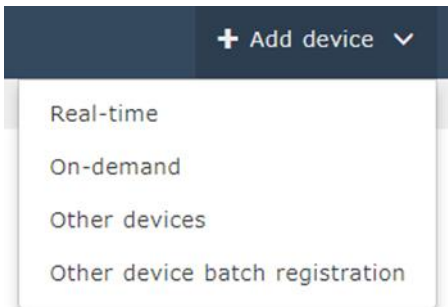 + Add device
Real-time
On-demand
Other devices
Other device batch registration